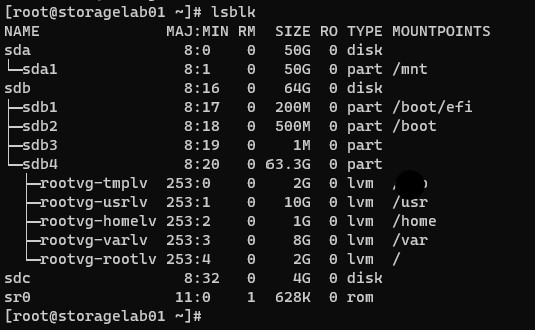 [root@storagelab01 ~]# lsblk
NAME              MAJ:MIN RM  SIZE RO TYPE MOUNTPOINTS
sda                 8:0    0   50G  0 disk
└─sda1              8:1    0   50G  0 part /mnt
sdb                 8:16   0   64G  0 disk
├─sdb1              8:17   0  200M  0 part /boot/efi
├─sdb2              8:18   0  500M  0 part /boot
├─sdb3              8:19   0    1M  0 part
└─sdb4              8:20   0 63.3G  0 part
  ├─rootvg-tmplv  253:0    0    2G  0 lvm
  ├─rootvg-usrlv  253:1    0   10G  0 lvm  /usr
  ├─rootvg-homelv 253:2    0    1G  0 lvm  /home
  ├─rootvg-varlv  253:3    0    8G  0 lvm  /var
  └─rootvg-rootlv 253:4    0    2G  0 lvm  /
sdc                 8:32   0    4G  0 disk
sr0                11:0    1  628K  0 rom
[root@storagelab01 ~]#